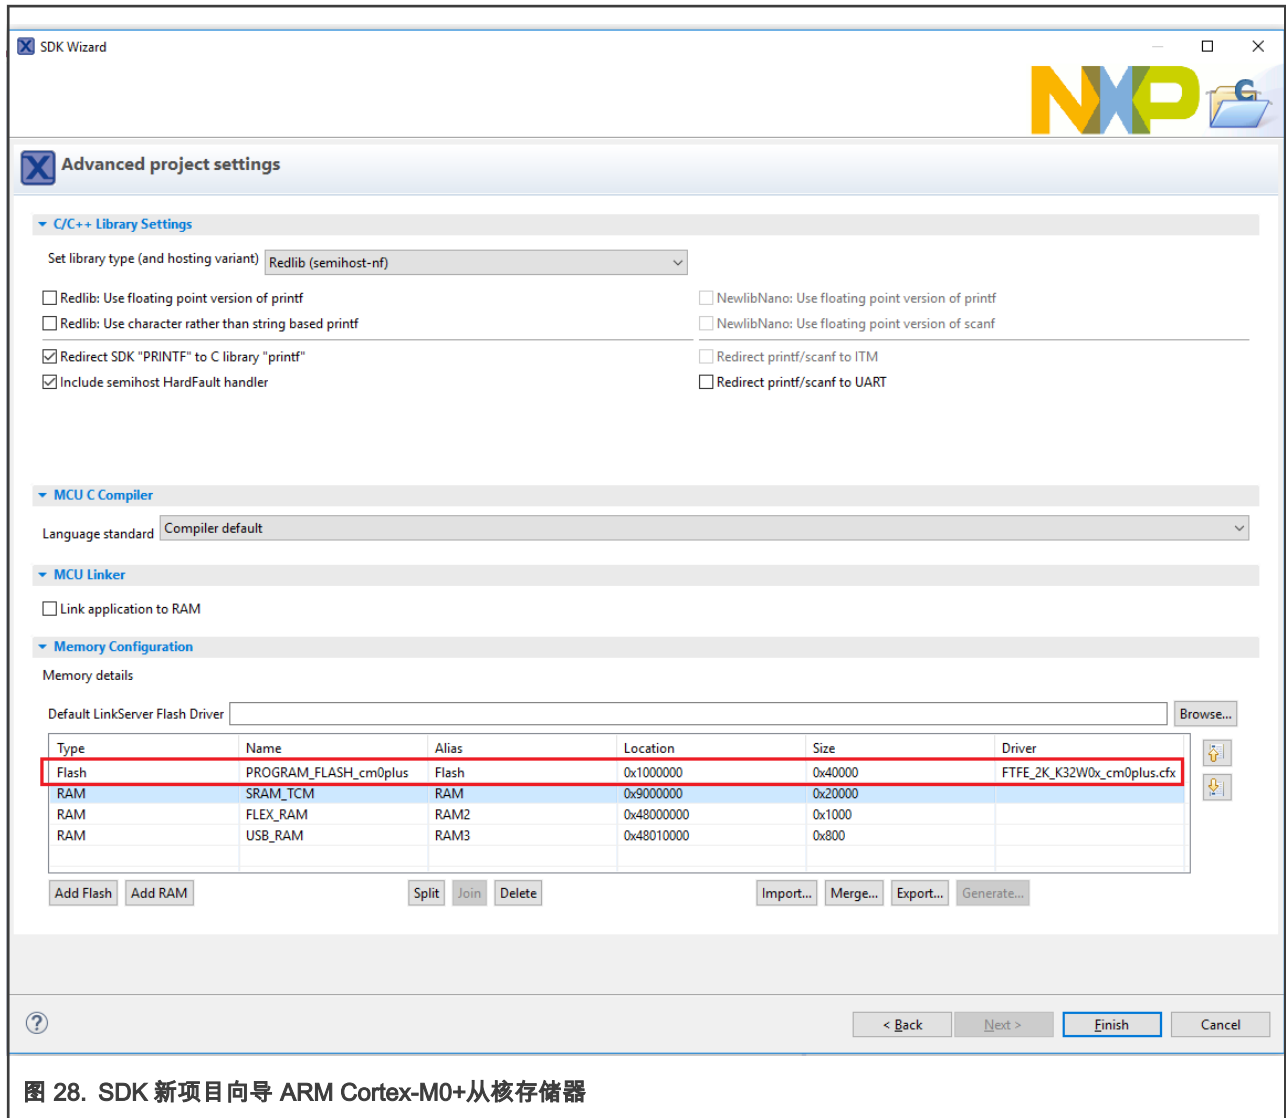 SDK Wizard
NXP
C
Advanced project settings
C/C++ Library Settings
Set library type (and hosting variant) Redlib (semihost-nf)
Redlib: Use floating point version of printf NewlibNano: Use floating point version of printf
Redlib: Use character rather than string based printf NewlibNano: Use floating point version of scanf
Redirect SDK "PRINTF" to C library "printf" Redirect printf/scanf to ITM
Include semihost HardFault handler Redirect printf/scanf to UART
MCU C Compiler
Language standard Compiler default
MCU Linker
Link application to RAM
Memory Configuration
Memory details
Default LinkServer Flash Driver Browse...
Type Name Alias Location Size Driver
Flash PROGRAM_FLASH_cm0plus Flash 0x1000000 0x40000 FTFE_2K_K32W0x_cm0plus.cfx
RAM SRAM_TCM RAM 0x9000000 0x20000
RAM FLEX_RAM RAM2 0x48000000 0x1000
RAM USB_RAM RAM3 0x48010000 0x800
Add Flash Add RAM Split Join Delete Import... Merge... Export... Generate...
? < Back Next > Finish Cancel
图 28. SDK 新项目向导 ARM Cortex-M0+从核存储器